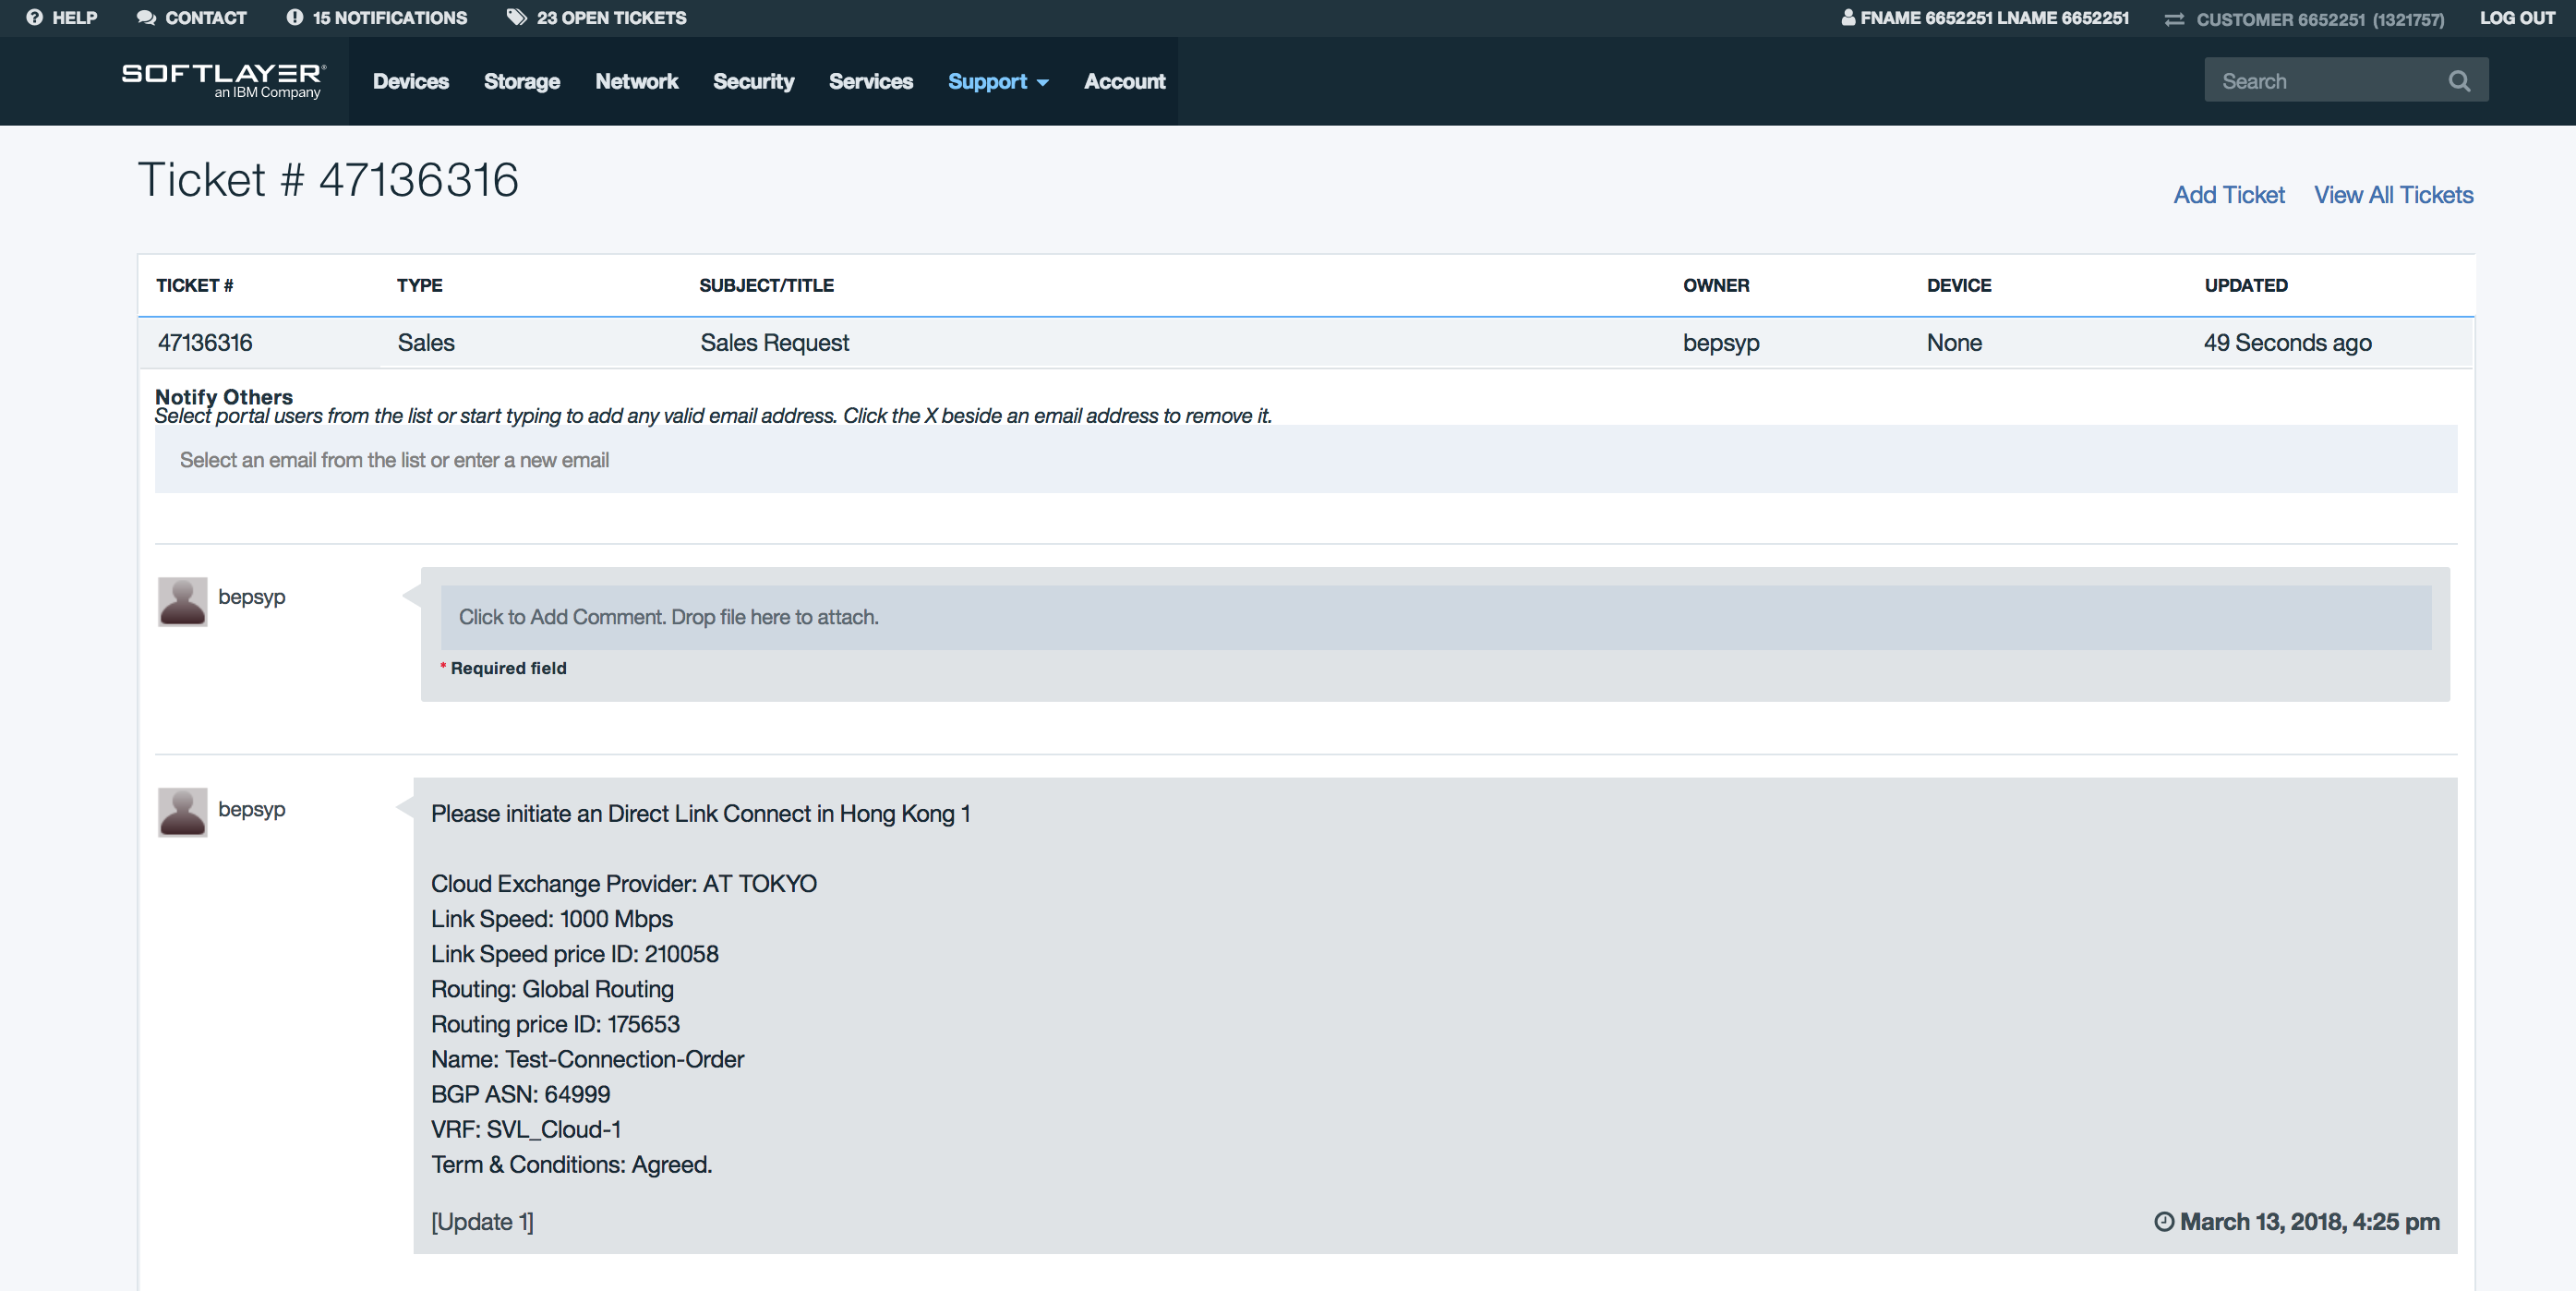 HELP CONTACT 15 NOTIFICATIONS 23 OPEN TICKETS FNAME 6652251 LNAME 6652251 CUSTOMER 6652251 (1321757) LOG OUT
SOFTLAYER®
an IBM Company
Devices Storage Network Security Services Support Account Search
Ticket # 47136316
Add Ticket View All Tickets
TICKET # TYPE SUBJECT/TITLE OWNER DEVICE UPDATED
47136316 Sales Sales Request bepsyp None 49 Seconds ago
Notify Others
Select portal users from the list or start typing to add any valid email address. Click the X beside an email address to remove it.
Select an email from the list or enter a new email
bepsyp
Click to Add Comment. Drop file here to attach.
* Required field
bepsyp
Please initiate an Direct Link Connect in Hong Kong 1
Cloud Exchange Provider: AT TOKYO
Link Speed: 1000 Mbps
Link Speed price ID: 210058
Routing: Global Routing
Routing price ID: 175653
Name: Test-Connection-Order
BGP ASN: 64999
VRF: SVL_Cloud-1
Term & Conditions: Agreed.
[Update 1] March 13, 2018, 4:25 pm